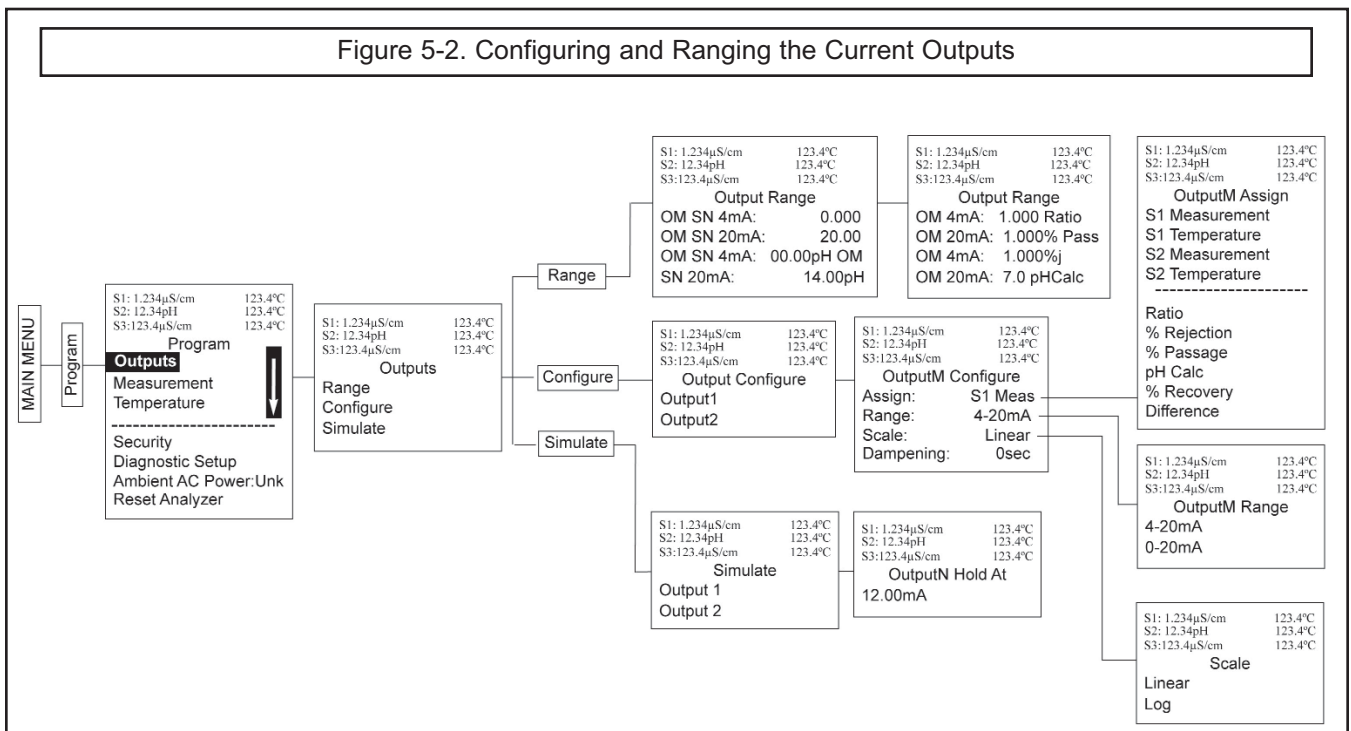 Figure 5-2. Configuring and Ranging the Current Outputs
MAIN MENU
Program
S1: 1.234µS/cm 123.4ºC
S2: 12.34pH 123.4ºC
S3:123.4µS/cm 123.4ºC
Program
Outputs
Measurement
Temperature
Security
Diagnostic Setup
Ambient AC Power:Unk
Reset Analyzer
S1: 1.234µS/cm 123.4ºC
S2: 12.34pH 123.4ºC
S3:123.4µS/cm 123.4ºC
Outputs
Range
Configure
Simulate
Range
S1: 1.234µS/cm 123.4ºC
S2: 12.34pH 123.4ºC
S3:123.4µS/cm 123.4ºC
Output Range
OM SN 4mA: 0.000
OM SN 20mA: 20.00
OM SN 4mA: 00.00pH OM
SN 20mA: 14.00pH
S1: 1.234µS/cm 123.4ºC
S2: 12.34pH 123.4ºC
S3:123.4µS/cm 123.4ºC
Output Range
OM 4mA: 1.000 Ratio
OM 20mA: 1.000% Pass
OM 4mA: 1.000%j
OM 20mA: 7.0 pHCalc
Configure
S1: 1.234µS/cm 123.4ºC
S2: 12.34pH 123.4ºC
S3:123.4µS/cm 123.4ºC
Output Configure
Output1
Output2
S1: 1.234µS/cm 123.4ºC
S2: 12.34pH 123.4ºC
S3:123.4µS/cm 123.4ºC
OutputM Configure
Assign: S1 Meas
Range: 4-20mA
Scale: Linear
Dampening: 0sec
S1: 1.234µS/cm 123.4ºC
S2: 12.34pH 123.4ºC
S3:123.4µS/cm 123.4ºC
OutputM Assign
S1 Measurement
S1 Temperature
S2 Measurement
S2 Temperature
Ratio
% Rejection
% Passage
pH Calc
% Recovery
Difference
S1: 1.234µS/cm 123.4ºC
S2: 12.34pH 123.4ºC
S3:123.4µS/cm 123.4ºC
OutputM Range
4-20mA
0-20mA
S1: 1.234µS/cm 123.4ºC
S2: 12.34pH 123.4ºC
S3:123.4µS/cm 123.4ºC
Scale
Linear
Log
Simulate
S1: 1.234µS/cm 123.4ºC
S2: 12.34pH 123.4ºC
S3:123.4µS/cm 123.4ºC
Simulate
Output 1
Output 2
S1: 1.234µS/cm 123.4ºC
S2: 12.34pH 123.4ºC
S3:123.4µS/cm 123.4ºC
OutputN Hold At
12.00mA